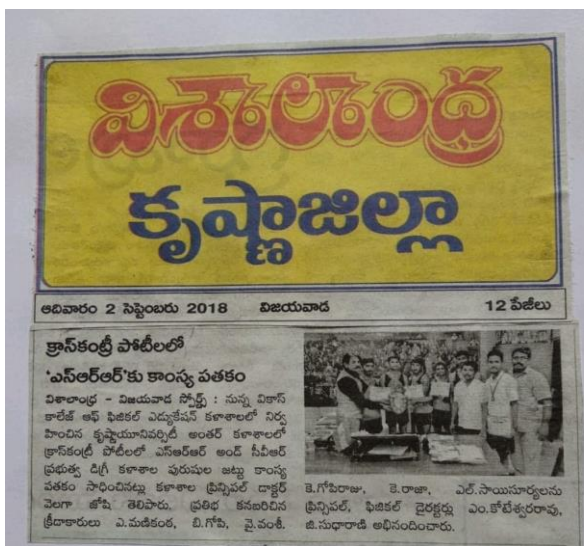 విశాలాంధ్ర
కృష్ణాజిల్లా
ఆదివారం 2 సెప్టెంబరు 2018 విజయవాడ 12 పేజీలు
క్రాస్‌కంట్రీ పోటీలలో
‘ఎస్ఆర్ఆర్’కు కాంస్య పతకం
విశాలాంధ్ర - విజయవాడ స్పోర్ట్స్ : నున్న వికాస్
కాలేజ్ ఆఫ్ ఫిజికల్ ఎడ్యుకేషన్ కళాశాలలో నిర్వ
హించిన కృష్ణాయూనివర్సిటీ అంతర్ కళాశాలలో
క్రాస్‌కంట్రీ పోటీలలో ఎస్ఆర్ఆర్ అండ్ సీవీఆర్
ప్రభుత్వ డిగ్రీ కళాశాల పురుషుల జట్టు కాంస్య
పతకం సాధించినట్లు కళాశాల ప్రిన్సిపల్ డాక్టర్
వెలగా జోషి తెలిపారు. ప్రతిభ కనబరిచిన
క్రీడాకారులు ఎ.మణికంఠ, బి.గోపి, వై.వంశీ.
కె.గోపిరాజు, కె.రాజా, ఎల్.సాయిసూర్యలను
ప్రిన్సిపల్, ఫిజికల్ డైరెక్టర్లు ఎం.కోటేశ్వరరావు,
జి.సుధారాణి అభినందించారు.